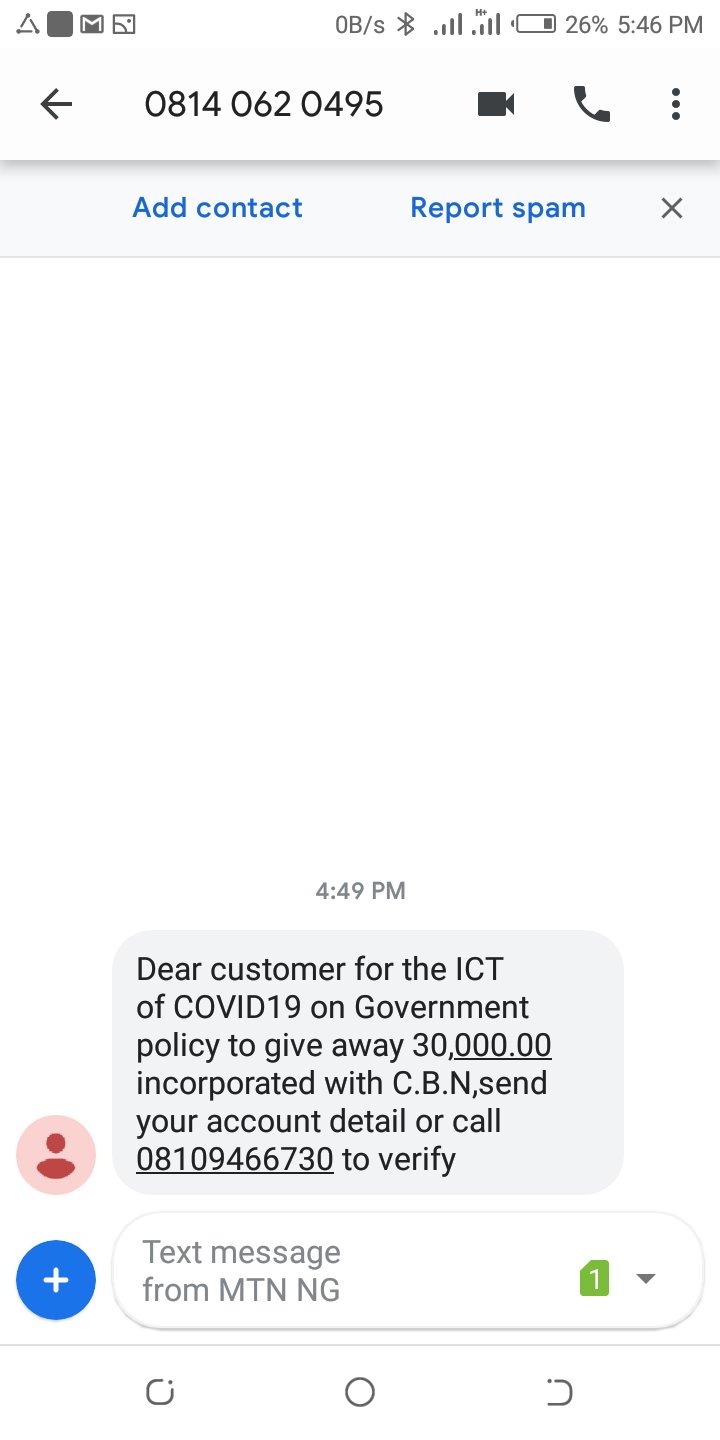 0B/s H+ 26% 5:46 PM
0814 062 0495
Add contact Report spam
4:49 PM
Dear customer for the ICT
of COVID19 on Government
policy to give away 30,000.00
incorporated with C.B.N,send
your account detail or call
08109466730 to verify
Text message
from MTN NG
1